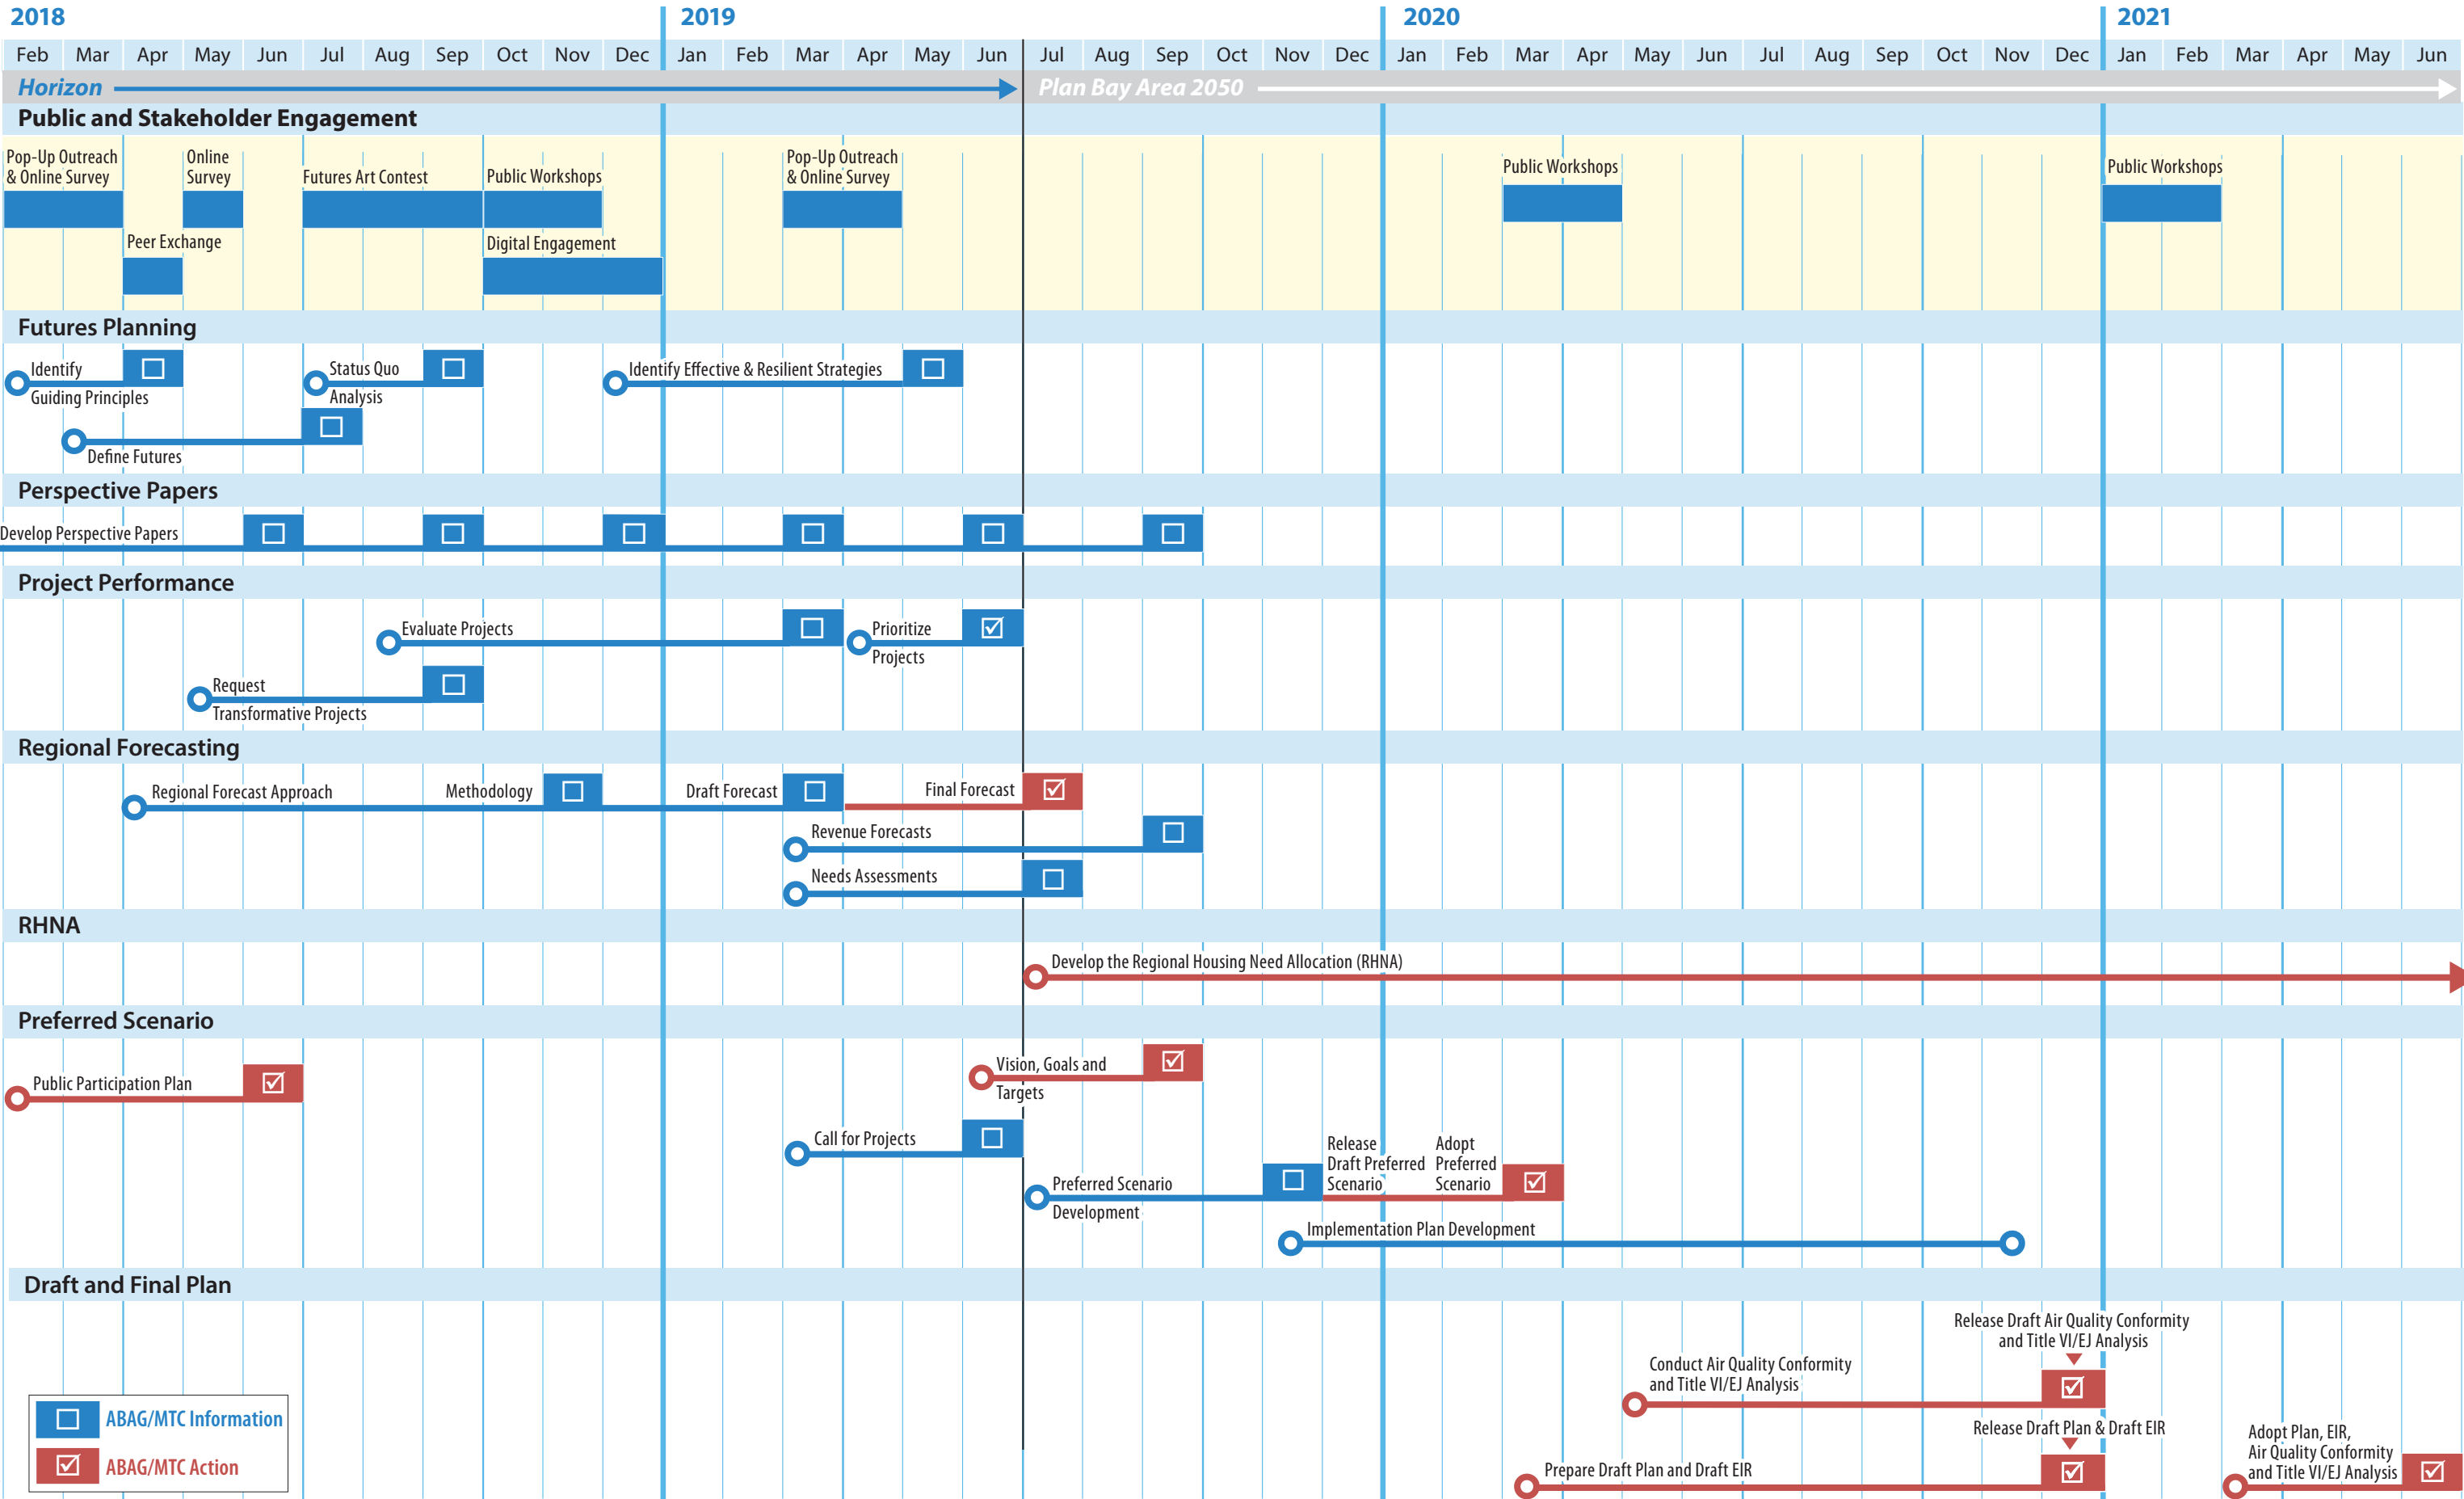 2018
2019
2020
2021
Feb Mar Apr May Jun Jul Aug Sep Oct Nov Dec Jan Feb Mar Apr May Jun Jul Aug Sep Oct Nov Dec Jan Feb Mar Apr May Jun Jul Aug Sep Oct Nov Dec Jan Feb Mar Apr May Jun
Horizon
Plan Bay Area 2050
Public and Stakeholder Engagement
Pop-Up Outreach
& Online Survey
Online
Survey
Futures Art Contest
Public Workshops
Pop-Up Outreach
& Online Survey
Public Workshops
Public Workshops
Peer Exchange
Digital Engagement
Futures Planning
Identify
Guiding Principles
Status Quo
Analysis
Identify Effective & Resilient Strategies
Define Futures
Perspective Papers
Develop Perspective Papers
Project Performance
Evaluate Projects
Prioritize
Projects
Request
Transformative Projects
Regional Forecasting
Regional Forecast Approach
Methodology
Draft Forecast
Final Forecast
Revenue Forecasts
Needs Assessments
RHNA
Develop the Regional Housing Need Allocation (RHNA)
Preferred Scenario
Public Participation Plan
Vision, Goals and
Targets
Call for Projects
Preferred Scenario
Development
Release
Draft Preferred
Scenario
Adopt
Preferred
Scenario
Implementation Plan Development
Draft and Final Plan
Release Draft Air Quality Conformity
and Title VI/EJ Analysis
Conduct Air Quality Conformity
and Title VI/EJ Analysis
Release Draft Plan & Draft EIR
Prepare Draft Plan and Draft EIR
Adopt Plan, EIR,
Air Quality Conformity
and Title VI/EJ Analysis
ABAG/MTC Information
ABAG/MTC Action